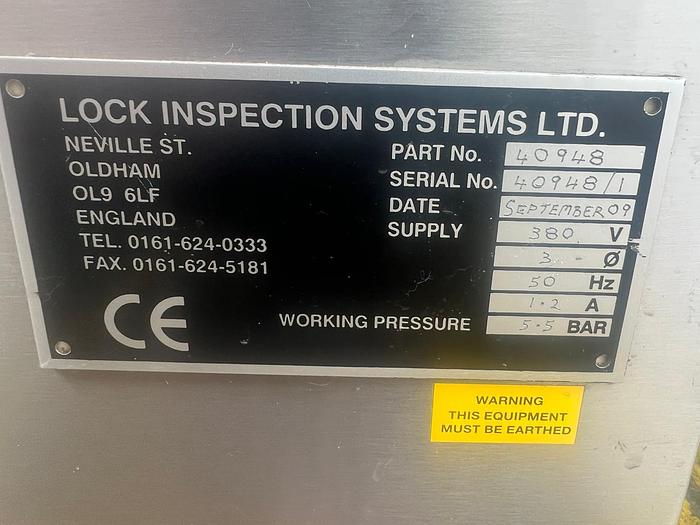 LOCK INSPECTION SYSTEMS LTD.
NEVILLE ST.
OLDHAM
OL9 6LF
ENGLAND
TEL. 0161-624-0333
FAX. 0161-624-5181
CE
PART No. 40948
SERIAL No. 40948/1
DATE SEPTEMBER 09
SUPPLY 380 V
3 Ø
50 Hz
1.2 A
WORKING PRESSURE 5.5 BAR
WARNING
THIS EQUIPMENT
MUST BE EARTHED